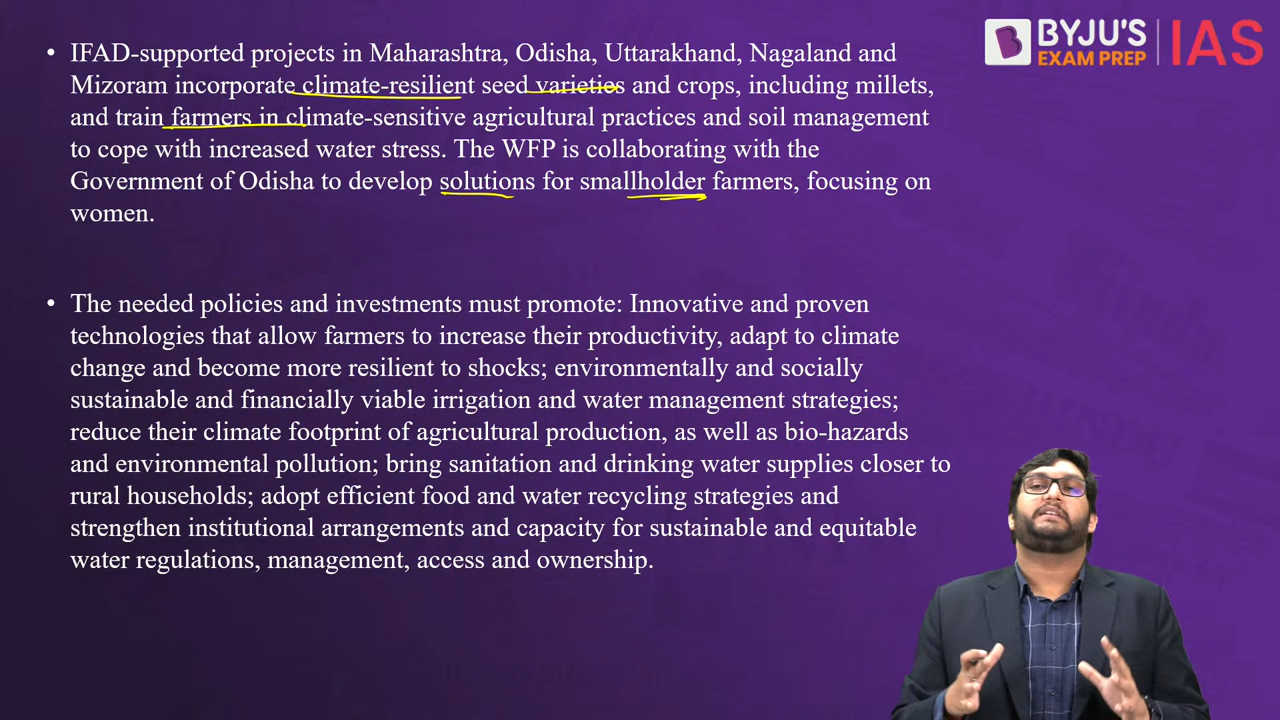 BYJU'S
EXAM PREP
IAS
• IFAD-supported projects in Maharashtra, Odisha, Uttarakhand, Nagaland and
Mizoram incorporate climate-resilient seed varieties and crops, including millets,
and train farmers in climate-sensitive agricultural practices and soil management
to cope with increased water stress. The WFP is collaborating with the
Government of Odisha to develop solutions for smallholder farmers, focusing on
women.
• The needed policies and investments must promote: Innovative and proven
technologies that allow farmers to increase their productivity, adapt to climate
change and become more resilient to shocks; environmentally and socially
sustainable and financially viable irrigation and water management strategies;
reduce their climate footprint of agricultural production, as well as bio-hazards
and environmental pollution; bring sanitation and drinking water supplies closer to
rural households; adopt efficient food and water recycling strategies and
strengthen institutional arrangements and capacity for sustainable and equitable
water regulations, management, access and ownership.